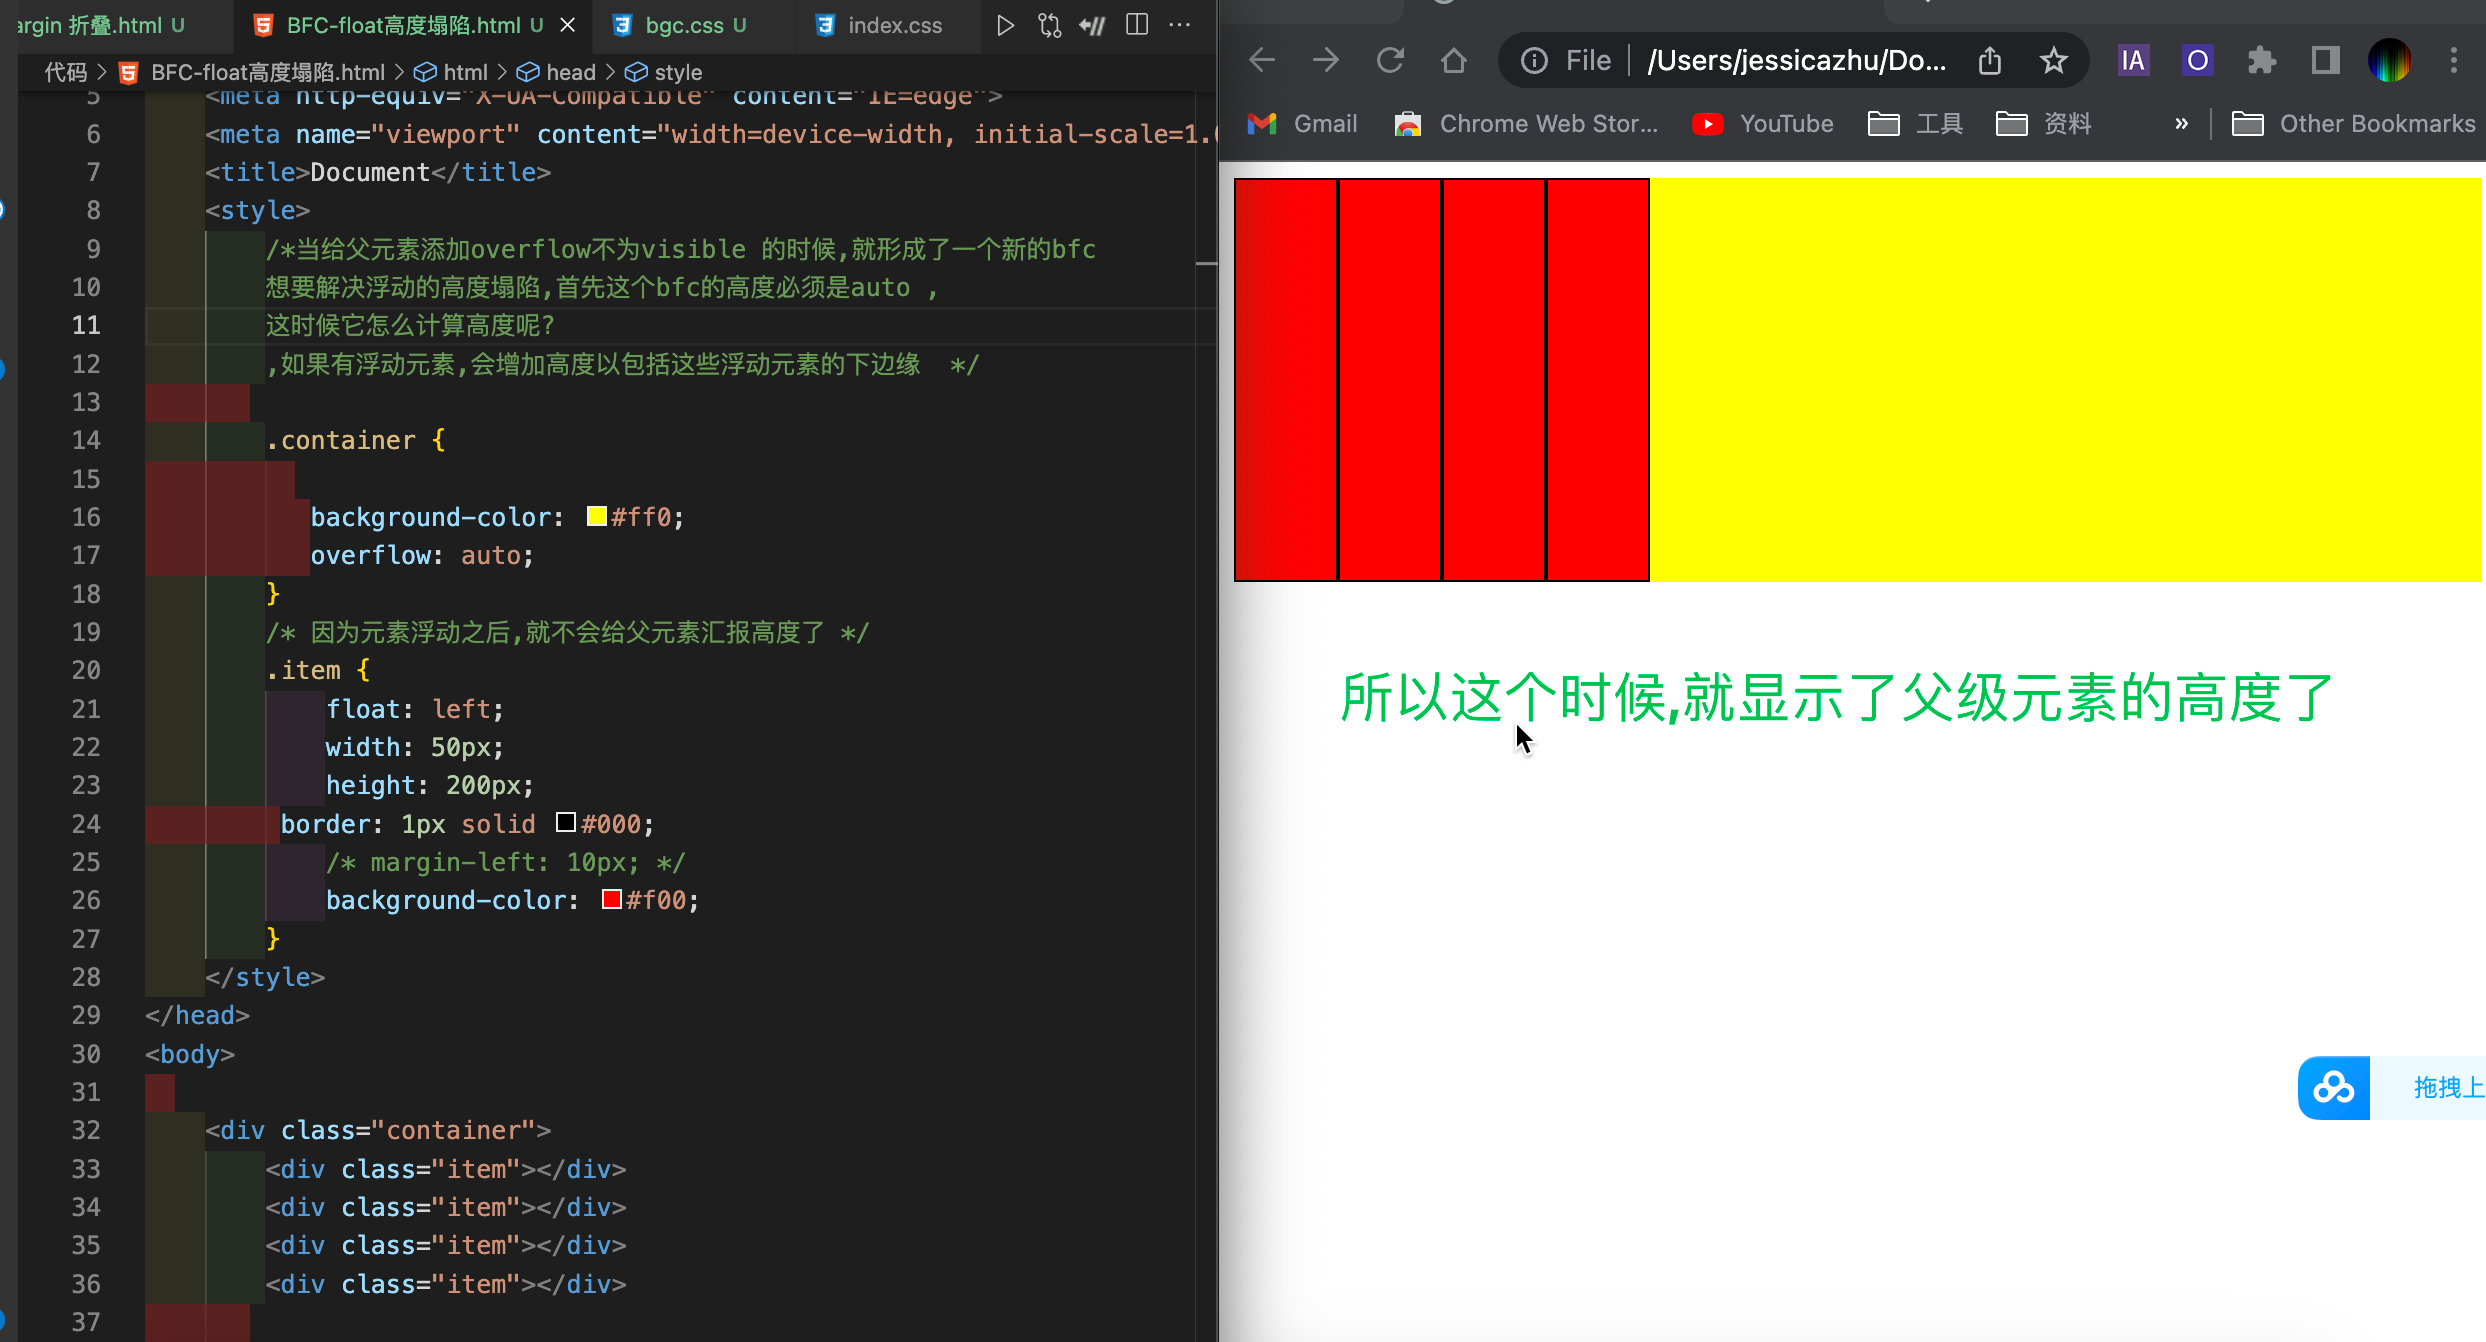 argin 折叠.html U
BFC-float高度塌陷.html U
bgc.css U
index.css
代码 > BFC-float高度塌陷.html > html > head > style
5 <meta http-equiv="X-UA-Compatible" content="IE=edge">
6 <meta name="viewport" content="width=device-width, initial-scale=1.
7 <title>Document</title>
8 <style>
9 /*当给父元素添加overflow不为visible 的时候,就形成了一个新的bfc
10 想要解决浮动的高度塌陷,首先这个bfc的高度必须是auto ,
11 这时候它怎么计算高度呢?
12 ,如果有浮动元素,会增加高度以包括这些浮动元素的下边缘  */
13
14 .container {
15
16 background-color: #ff0;
17 overflow: auto;
18 }
19 /* 因为元素浮动之后,就不会给父元素汇报高度了 */
20 .item {
21 float: left;
22 width: 50px;
23 height: 200px;
24 border: 1px solid #000;
25 /* margin-left: 10px; */
26 background-color: #f00;
27 }
28 </style>
29 </head>
30 <body>
31
32 <div class="container">
33 <div class="item"></div>
34 <div class="item"></div>
35 <div class="item"></div>
36 <div class="item"></div>
37
File | /Users/jessicazhu/Do...
IA
O
Gmail
Chrome Web Stor...
YouTube
工具
资料
»
Other Bookmarks
所以这个时候,就显示了父级元素的高度了
拖拽上